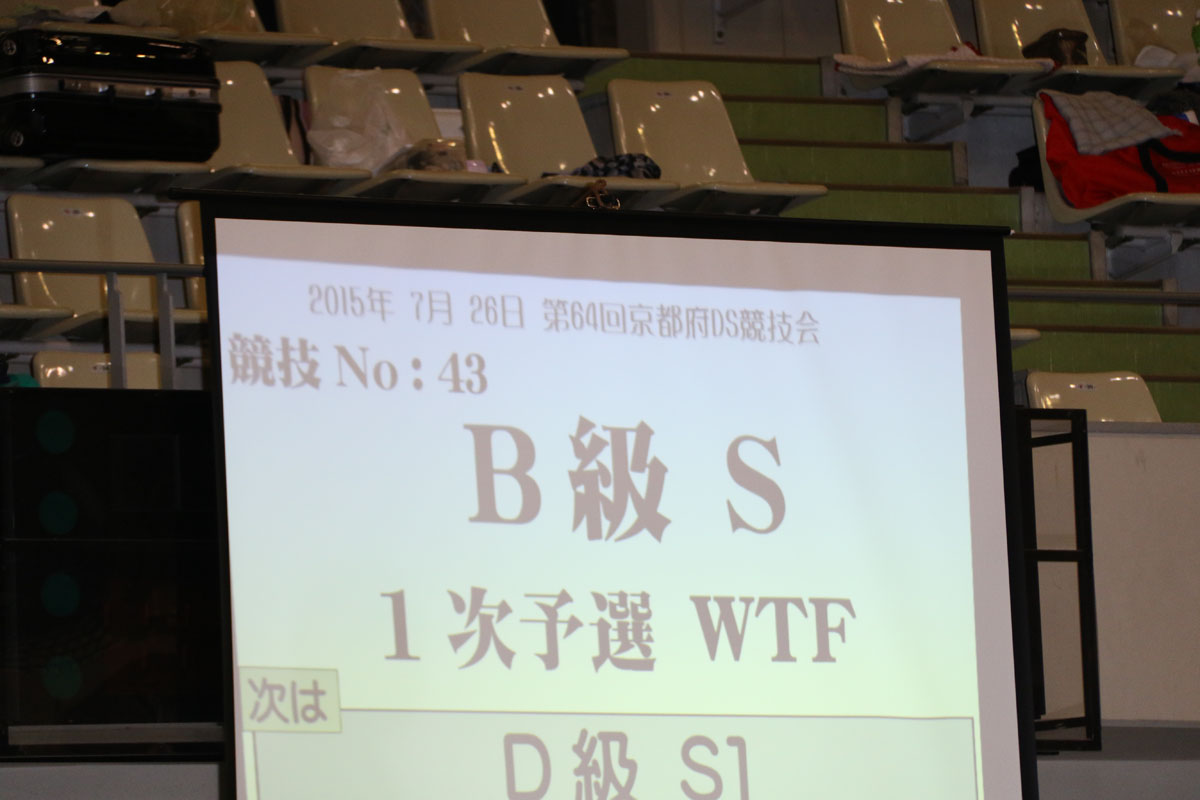 2015年 7月 26日 第64回京都府DS競技会
競技 No : 43
B級 S
1次予選 WTF
次は
D級 S1